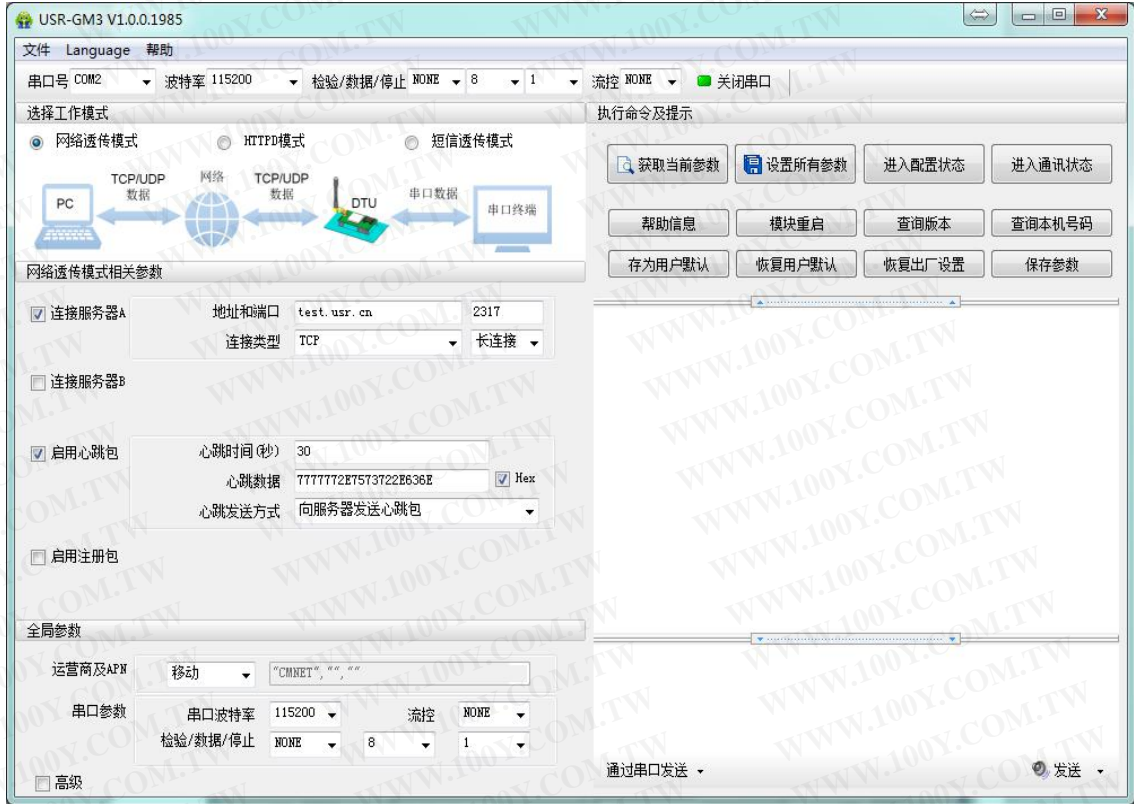 USR-GM3 V1.0.0.1985
文件 Language 帮助
串口号 COM2 波特率 115200 检验/数据/停止 NONE 8 1 流控 NONE 关闭串口
选择工作模式
网络透传模式 HTTPD模式 短信透传模式
PC
TCP/UDP
数据
网络
TCP/UDP
数据
DTU
串口数据
串口终端
网络透传模式相关参数
连接服务器A 地址和端口 test.usr.cn 2317
连接类型 TCP 长连接
连接服务器B
启用心跳包 心跳时间(秒) 30
心跳数据 7777772E7573722E636E Hex
心跳发送方式 向服务器发送心跳包
启用注册包
全局参数
运营商及APN 移动 "CMNET","",""
串口参数 串口波特率 115200 流控 NONE
检验/数据/停止 NONE 8 1
高级
执行命令及提示
获取当前参数 设置所有参数 进入配置状态 进入通讯状态
帮助信息 模块重启 查询版本 查询本机号码
存为用户默认 恢复用户默认 恢复出厂设置 保存参数
通过串口发送 发送
WWW.100Y.COM.TW